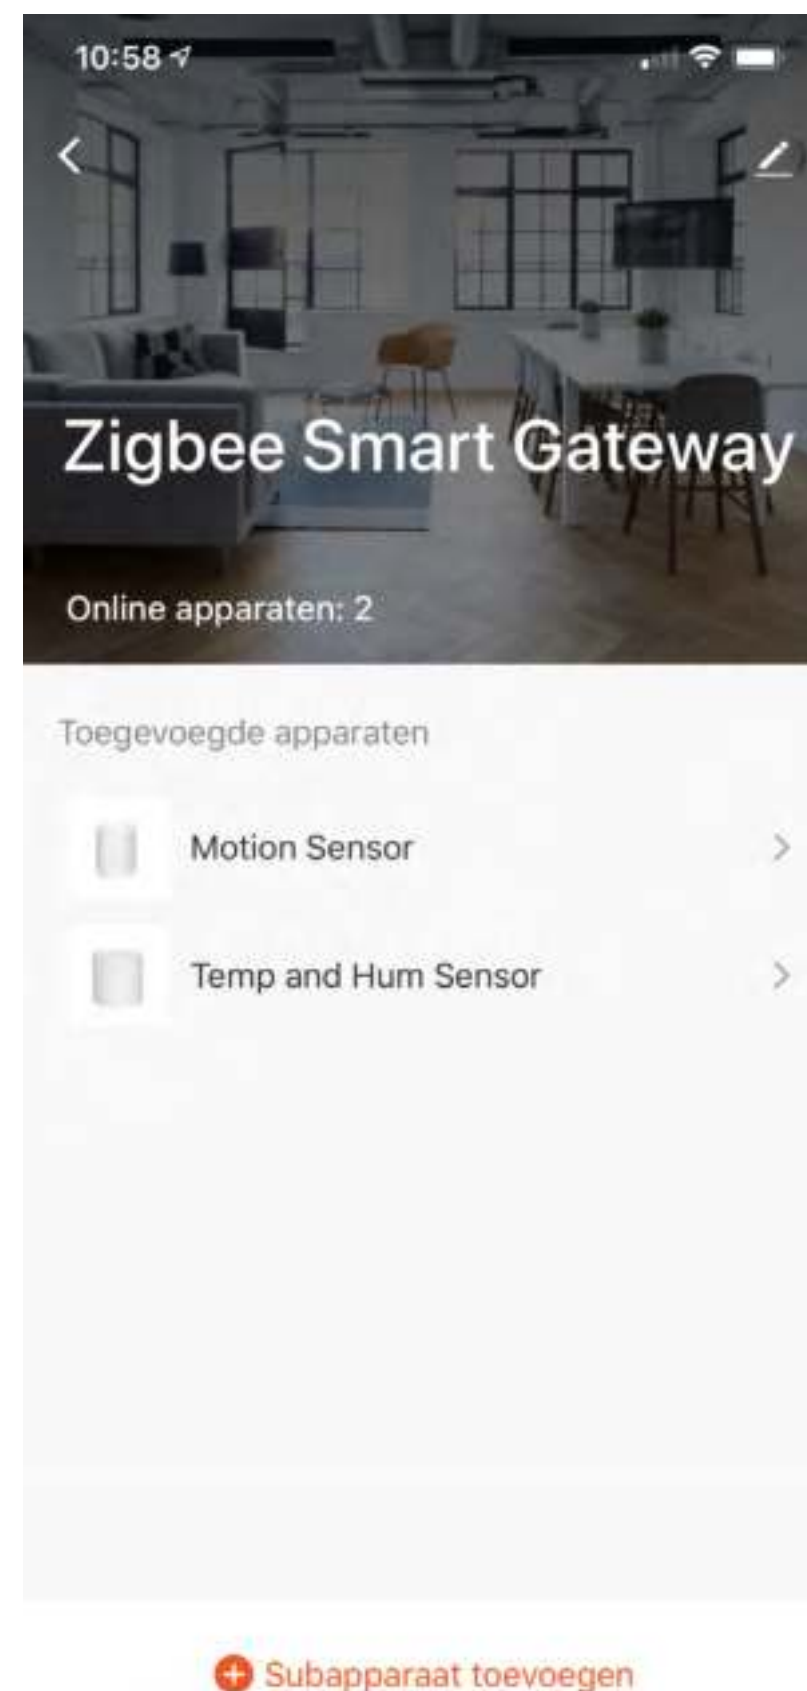 10:58
Zigbee Smart Gateway
Online apparaten: 2
Toegevoegde apparaten
Motion Sensor
Temp and Hum Sensor
Subapparaat toevoegen